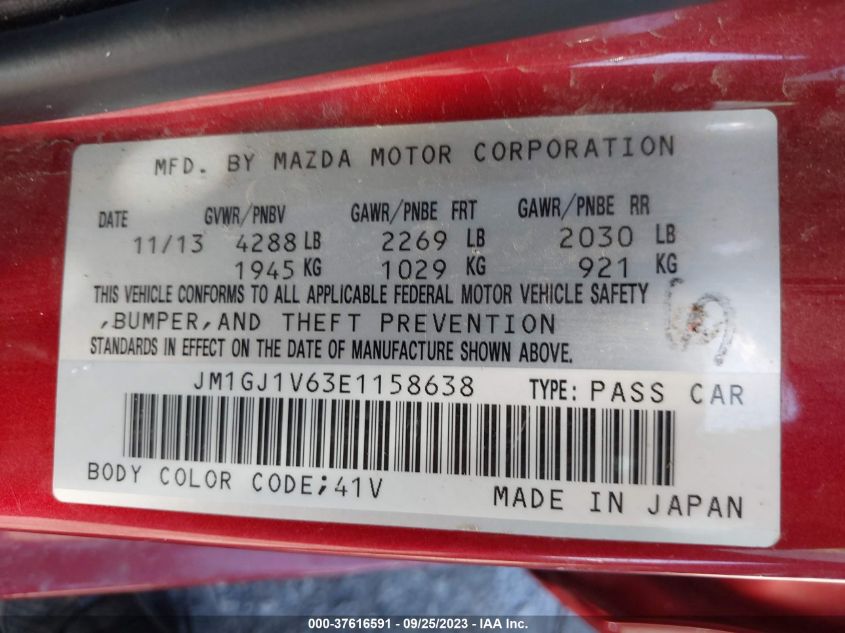 MFD. BY MAZDA MOTOR CORPORATION
DATE GVWR/PNBV GAWR/PNBE FRT GAWR/PNBE RR
11/13 4288 LB 2269 LB 2030 LB
1945 KG 1029 KG 921 KG
THIS VEHICLE CONFORMS TO ALL APPLICABLE FEDERAL MOTOR VEHICLE SAFETY
,BUMPER,AND THEFT PREVENTION
STANDARDS IN EFFECT ON THE DATE OF MANUFACTURE SHOWN ABOVE.
JM1GJ1V63E1158638 TYPE: PASS CAR
BODY COLOR CODE;41V
MADE IN JAPAN
000-37616591 - 09/25/2023 - Copyright © 2023 IAA, Inc.